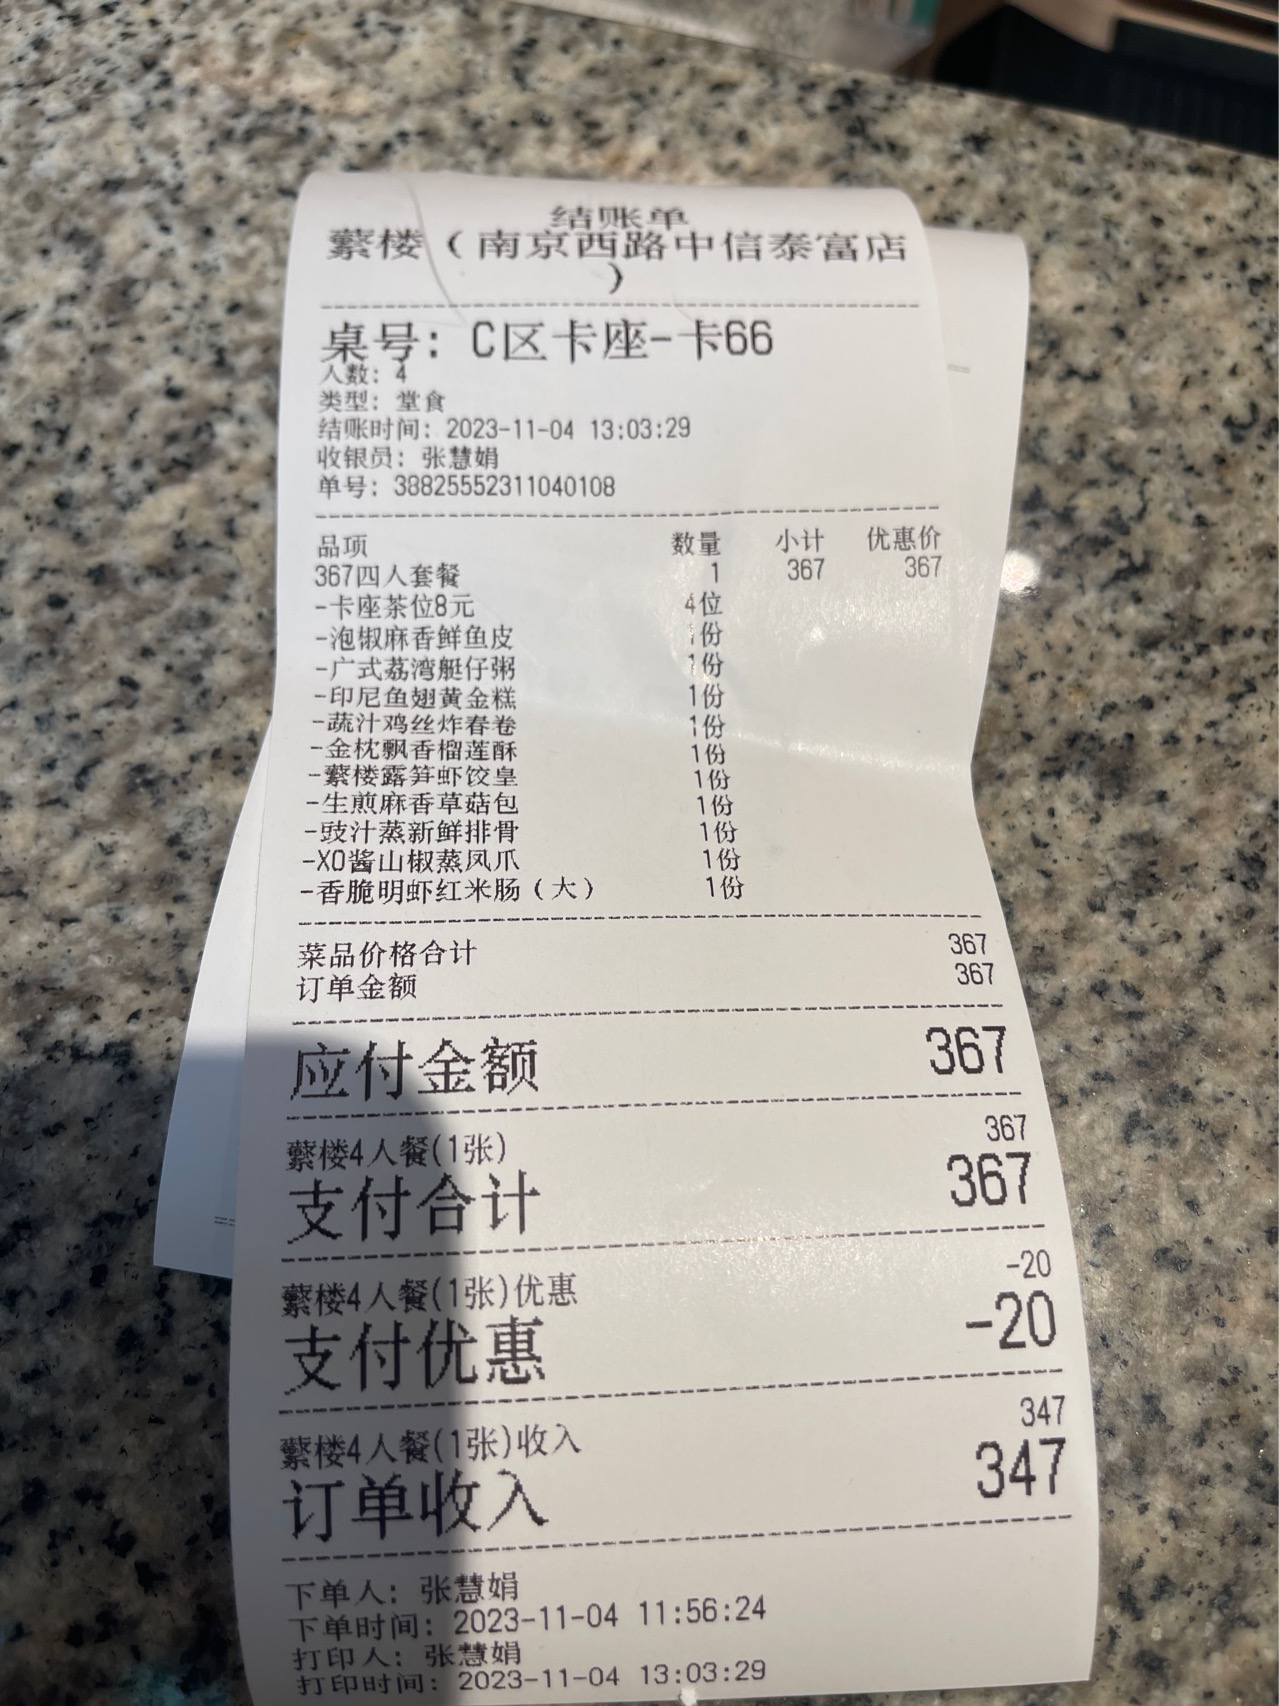 结账单
蘩楼（南京西路中信泰富店
）
桌号：C区卡座-卡66
人数：4
类型：堂食
结账时间：2023-11-04 13:03:29
收银员：张慧娟
单号：38825552311040108
品项 数量 小计 优惠价
367四人套餐 1 367 367
-卡座茶位8元 4位
-泡椒麻香鲜鱼皮 1份
-广式荔湾艇仔粥 1份
-印尼鱼翅黄金糕 1份
-蔬汁鸡丝炸春卷 1份
-金枕飘香榴莲酥 1份
-蘩楼露笋虾饺皇 1份
-生煎麻香草菇包 1份
-豉汁蒸新鲜排骨 1份
-XO酱山椒蒸凤爪 1份
-香脆明虾红米肠（大） 1份
菜品价格合计 367
订单金额 367
应付金额 367
蘩楼4人餐(1张) 367
支付合计 367
蘩楼4人餐(1张)优惠 -20
支付优惠 -20
蘩楼4人餐(1张)收入 347
订单收入 347
下单人：张慧娟
下单时间：2023-11-04 11:56:24
打印人：张慧娟
打印时间：2023-11-04 13:03:29